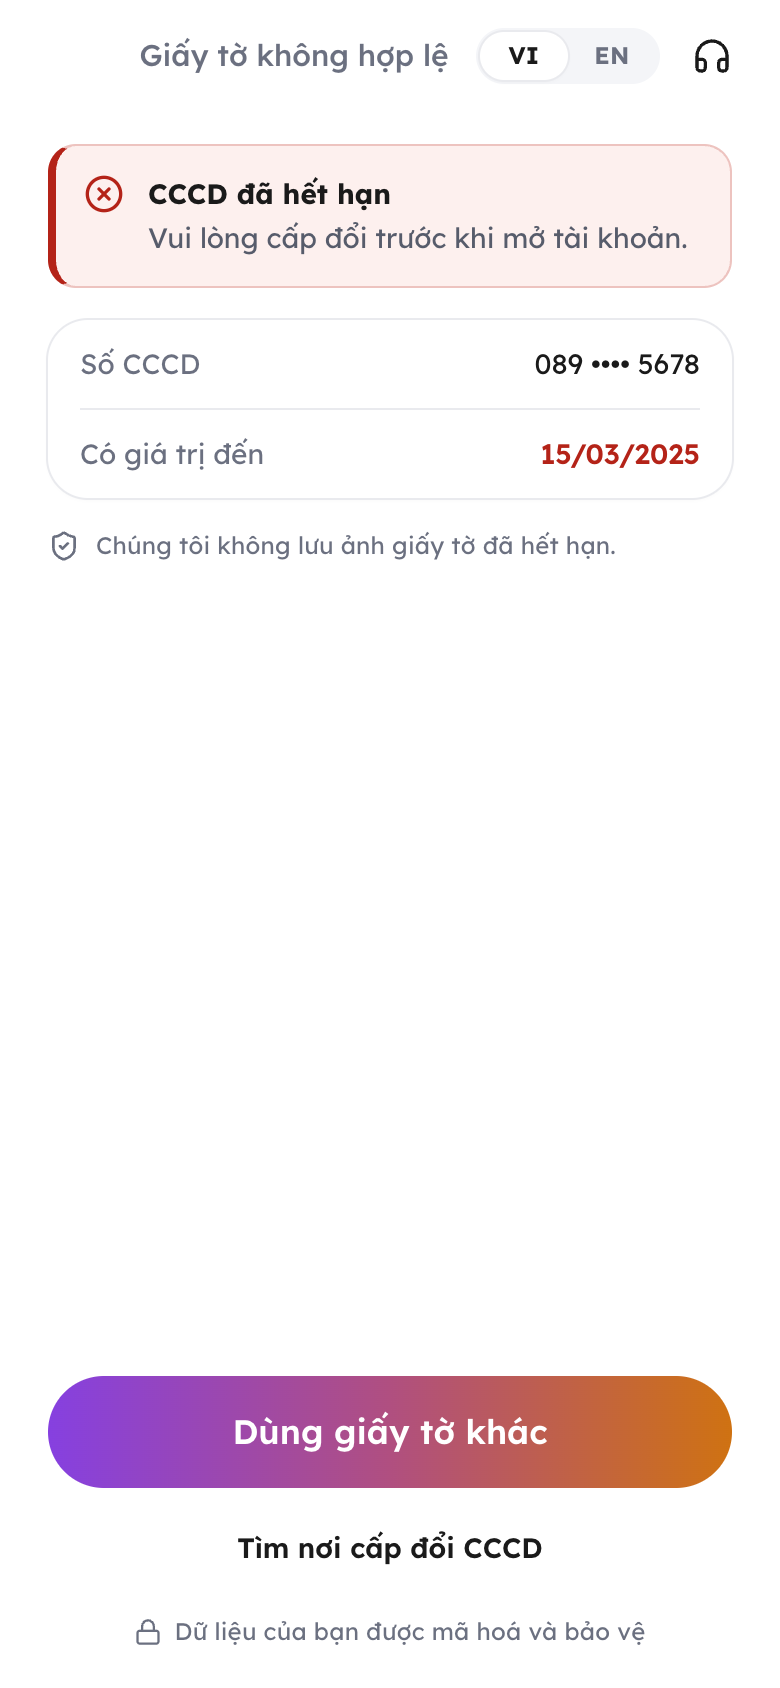 Giấy tờ không hợp lệ
VI EN
CCCD đã hết hạn
Vui lòng cấp đổi trước khi mở tài khoản.
Số CCCD 089 •••• 5678
Có giá trị đến 15/03/2025
Chúng tôi không lưu ảnh giấy tờ đã hết hạn.
Dùng giấy tờ khác
Tìm nơi cấp đổi CCCD
Dữ liệu của bạn được mã hoá và bảo vệ